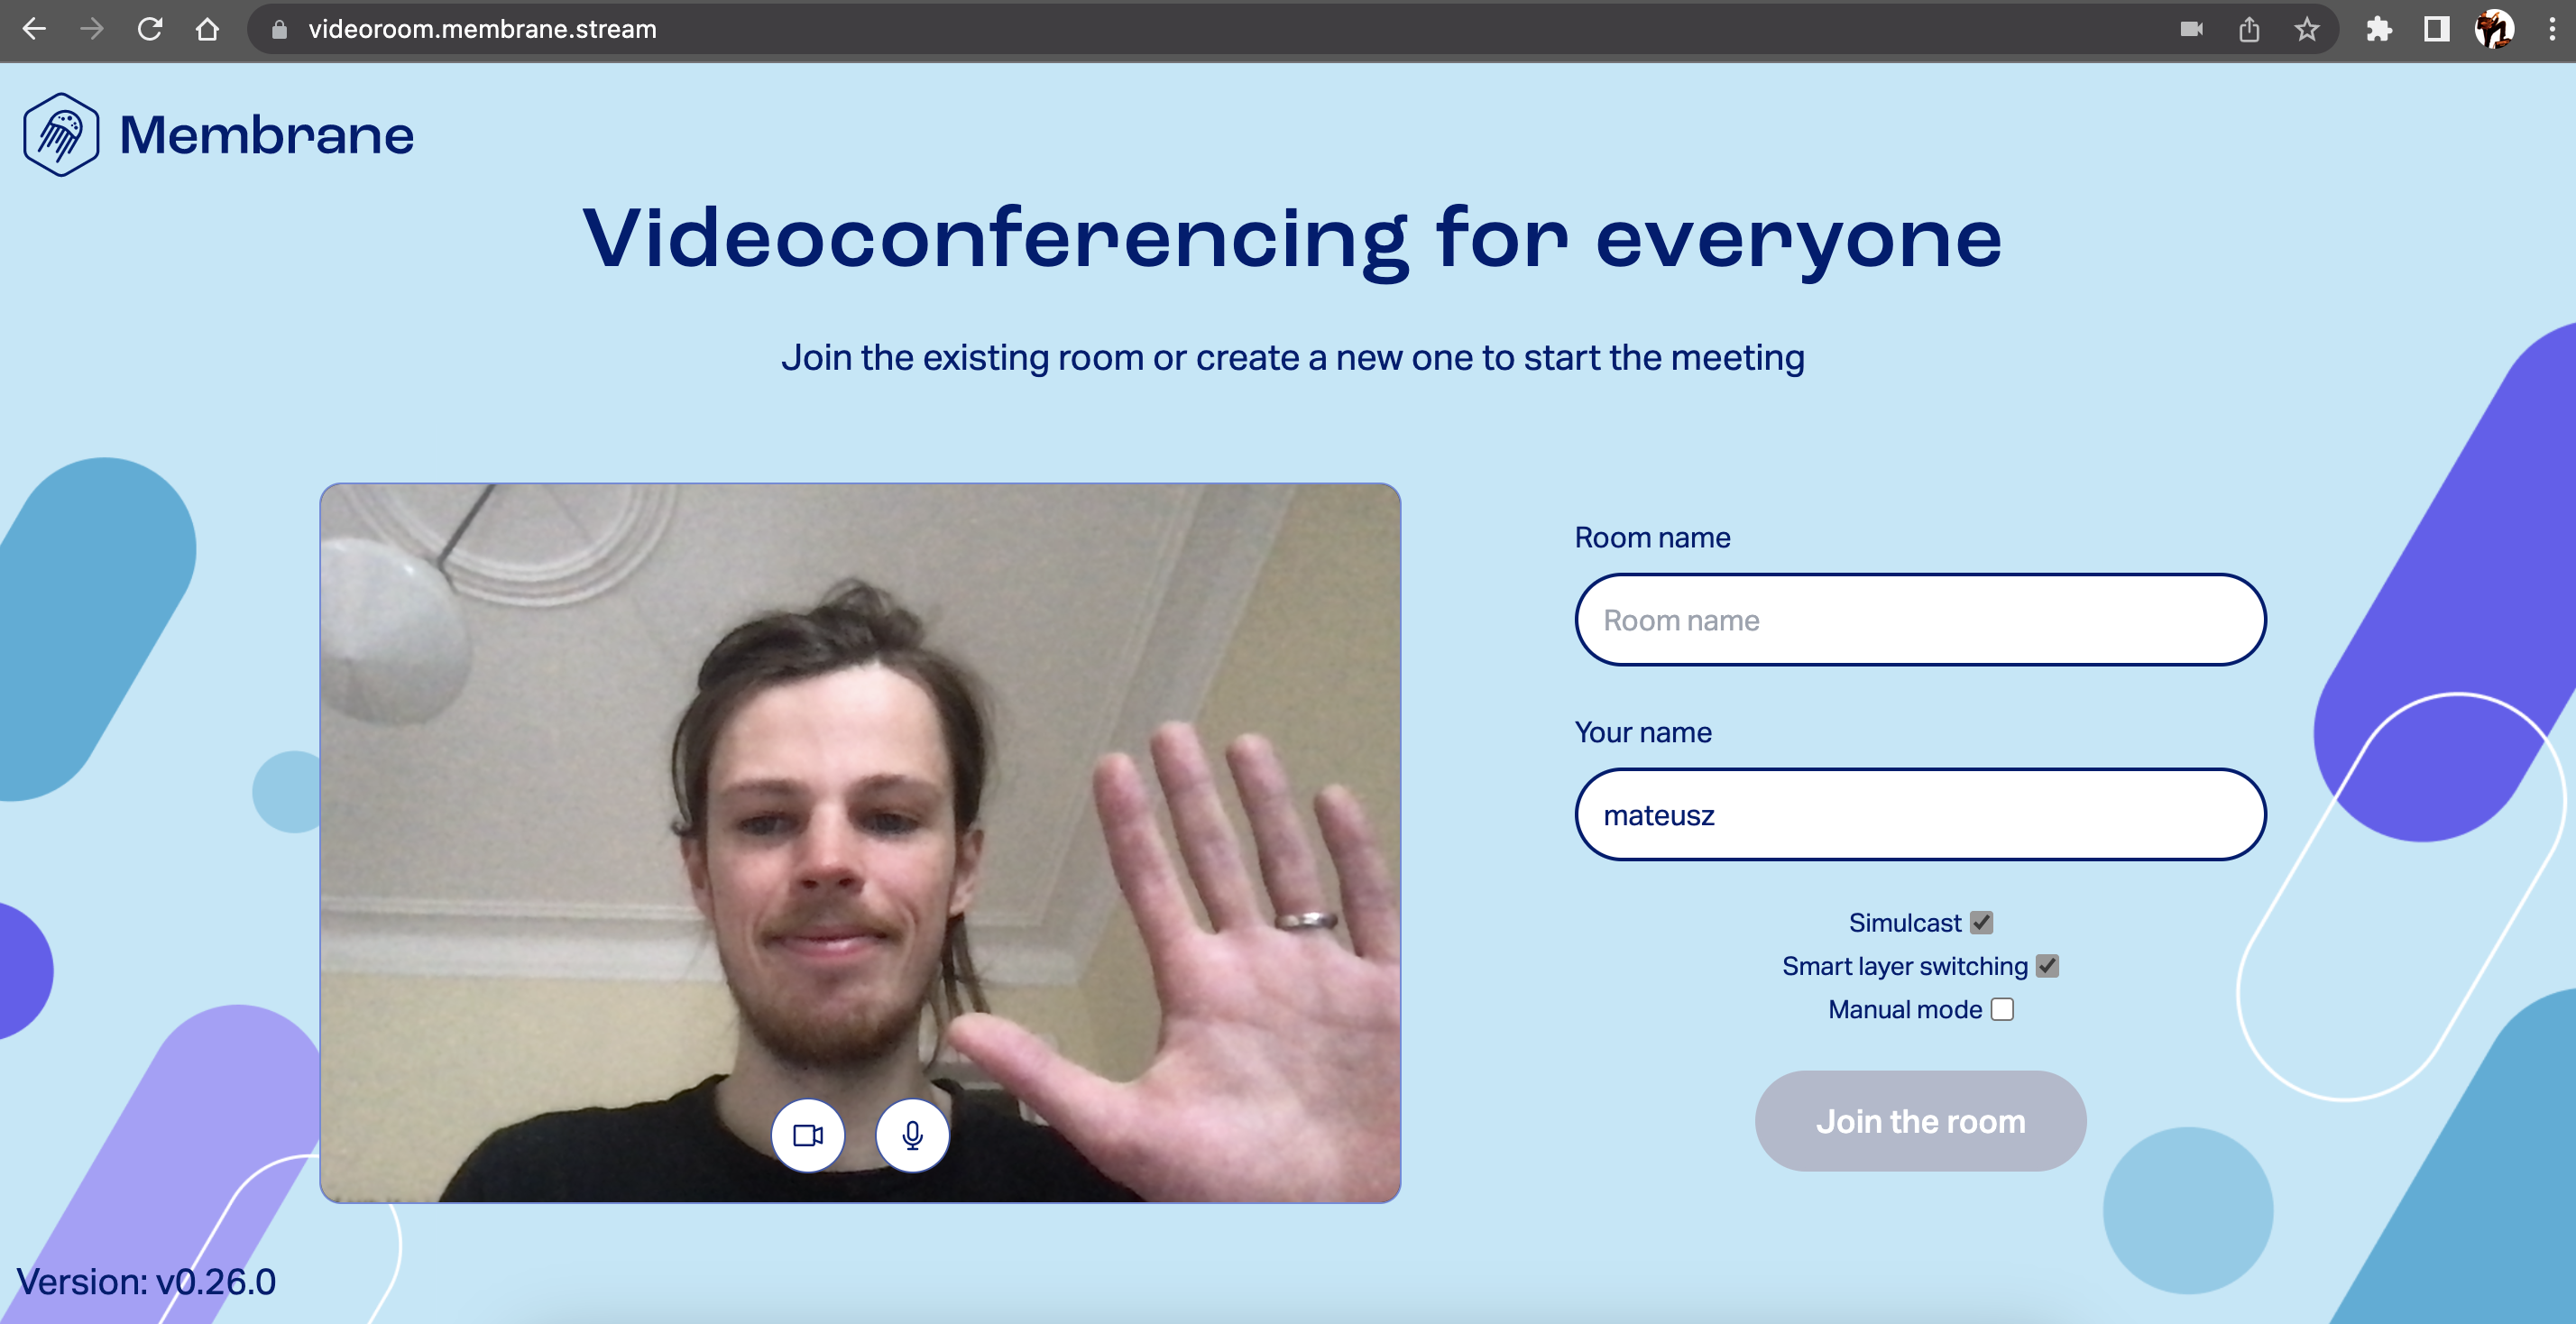 videoroom.membrane.stream
Membrane
Videoconferencing for everyone
Join the existing room or create a new one to start the meeting
Room name
Room name
Your name
mateusz
Simulcast
Smart layer switching
Manual mode
Join the room
Version: v0.26.0